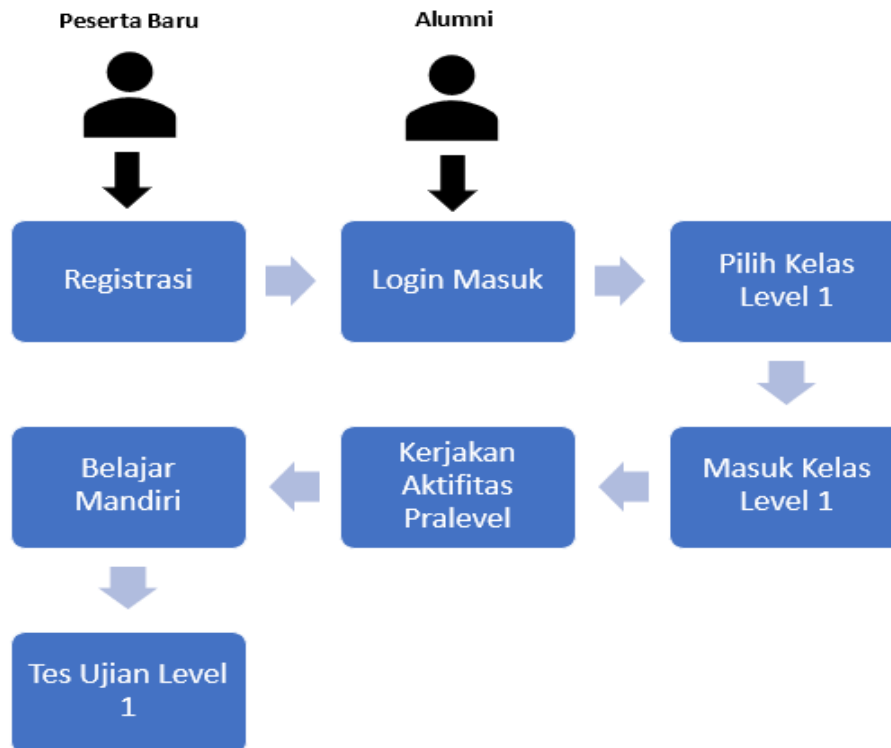 Peserta Baru
Alumni
Registrasi
Login Masuk
Pilih Kelas
Level 1
Masuk Kelas
Level 1
Kerjakan
Aktifitas
Pralevel
Belajar
Mandiri
Tes Ujian Level
1